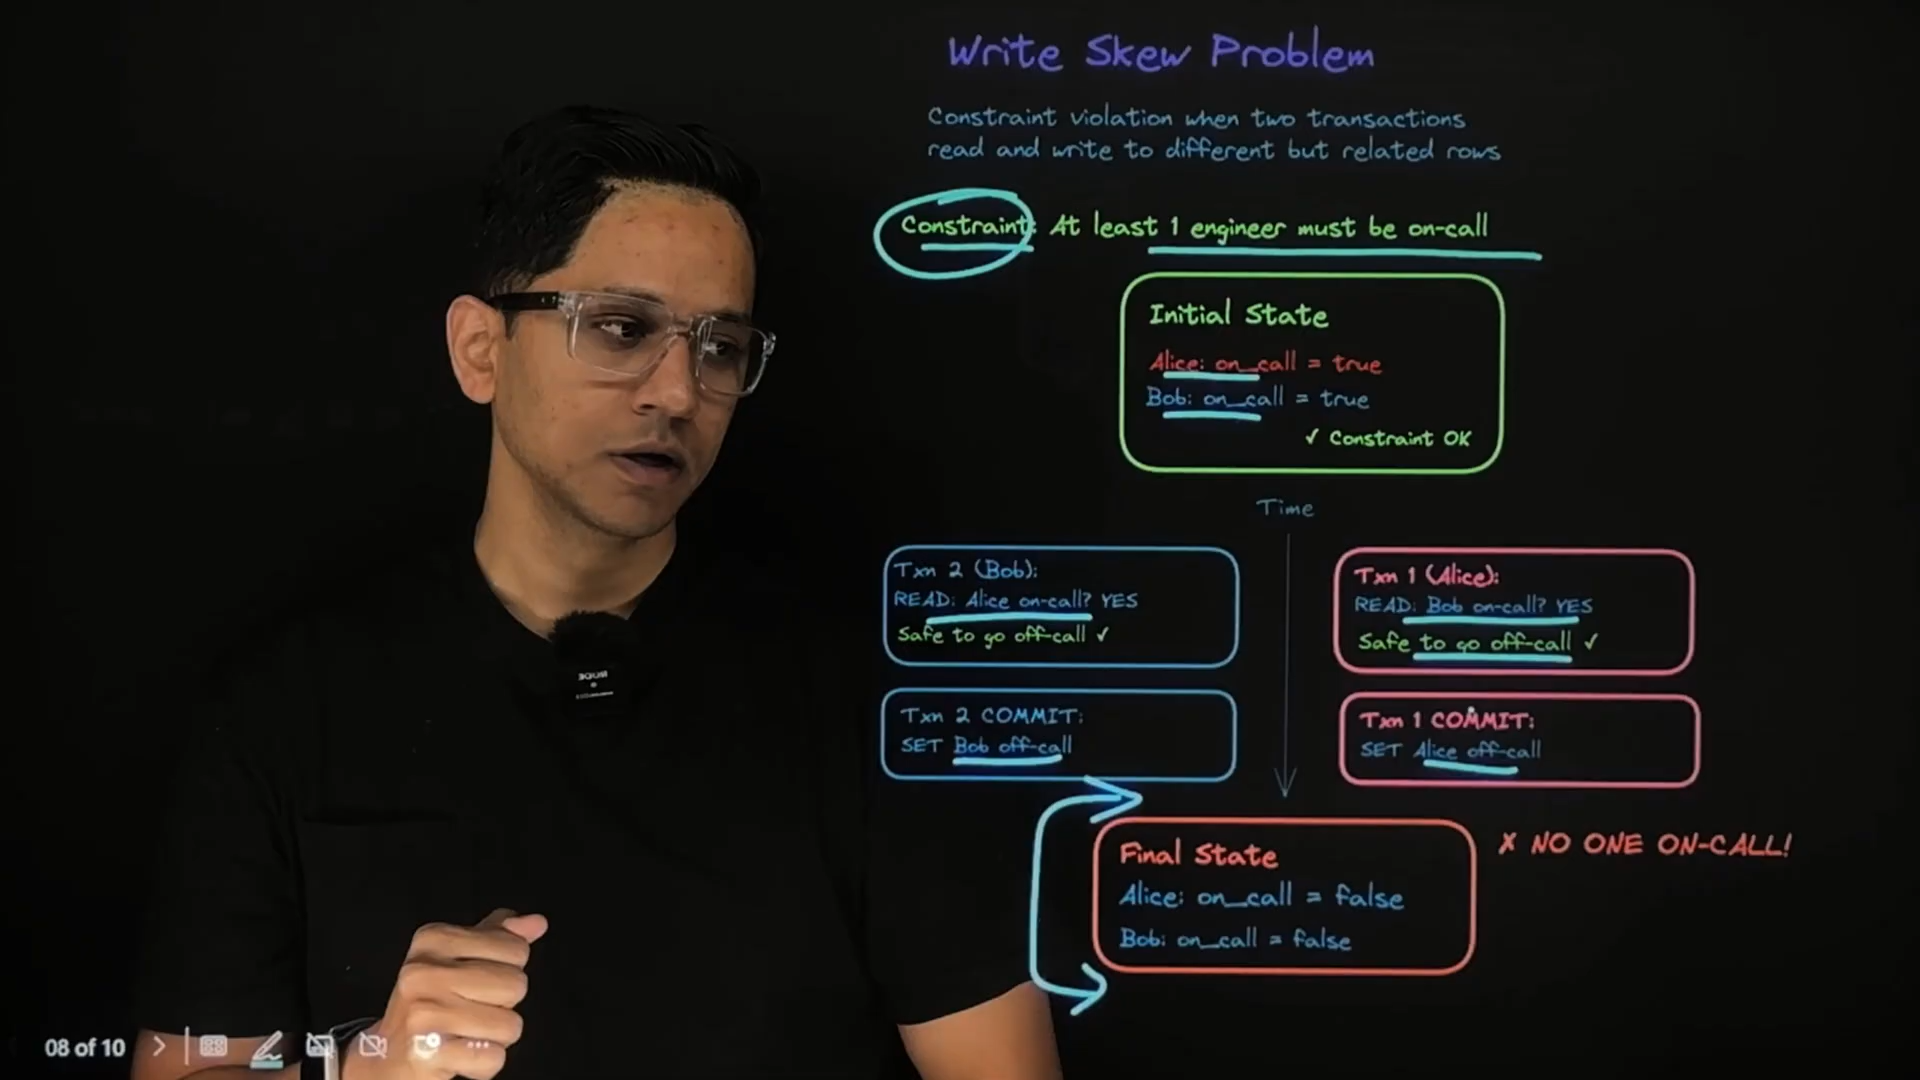 Write Skew Problem
Constraint violation when two transactions
read and write to different but related rows
Constraint: At least 1 engineer must be on-call
Initial State
Alice: on_call = true
Bob: on_call = true
✓ Constraint OK
Time
Txn 2 (Bob):
READ: Alice on-call? YES
Safe to go off-call ✓
Txn 1 (Alice):
READ: Bob on-call? YES
Safe to go off-call ✓
Txn 2 COMMIT:
SET Bob off-call
Txn 1 COMMIT:
SET Alice off-call
Final State
Alice: on_call = false
Bob: on_call = false
✗ NO ONE ON-CALL!
08 of 10